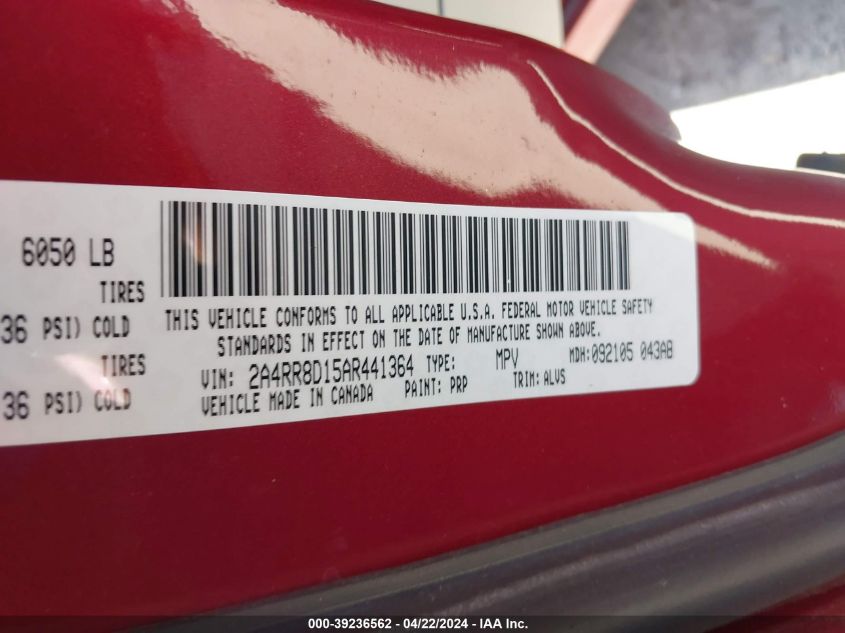 6050 LB
TIRES
36 PSI) COLD
TIRES
36 PSI) COLD
THIS VEHICLE CONFORMS TO ALL APPLICABLE U.S.A. FEDERAL MOTOR VEHICLE SAFETY
STANDARDS IN EFFECT ON THE DATE OF MANUFACTURE SHOWN ABOVE.
VIN: 2A4RR8D15AR441364 TYPE: MPV MDH:092105 043AB
VEHICLE MADE IN CANADA PAINT: PRP TRIM: ALVS
000-39236562 - 04/22/2024 - IAA Inc.